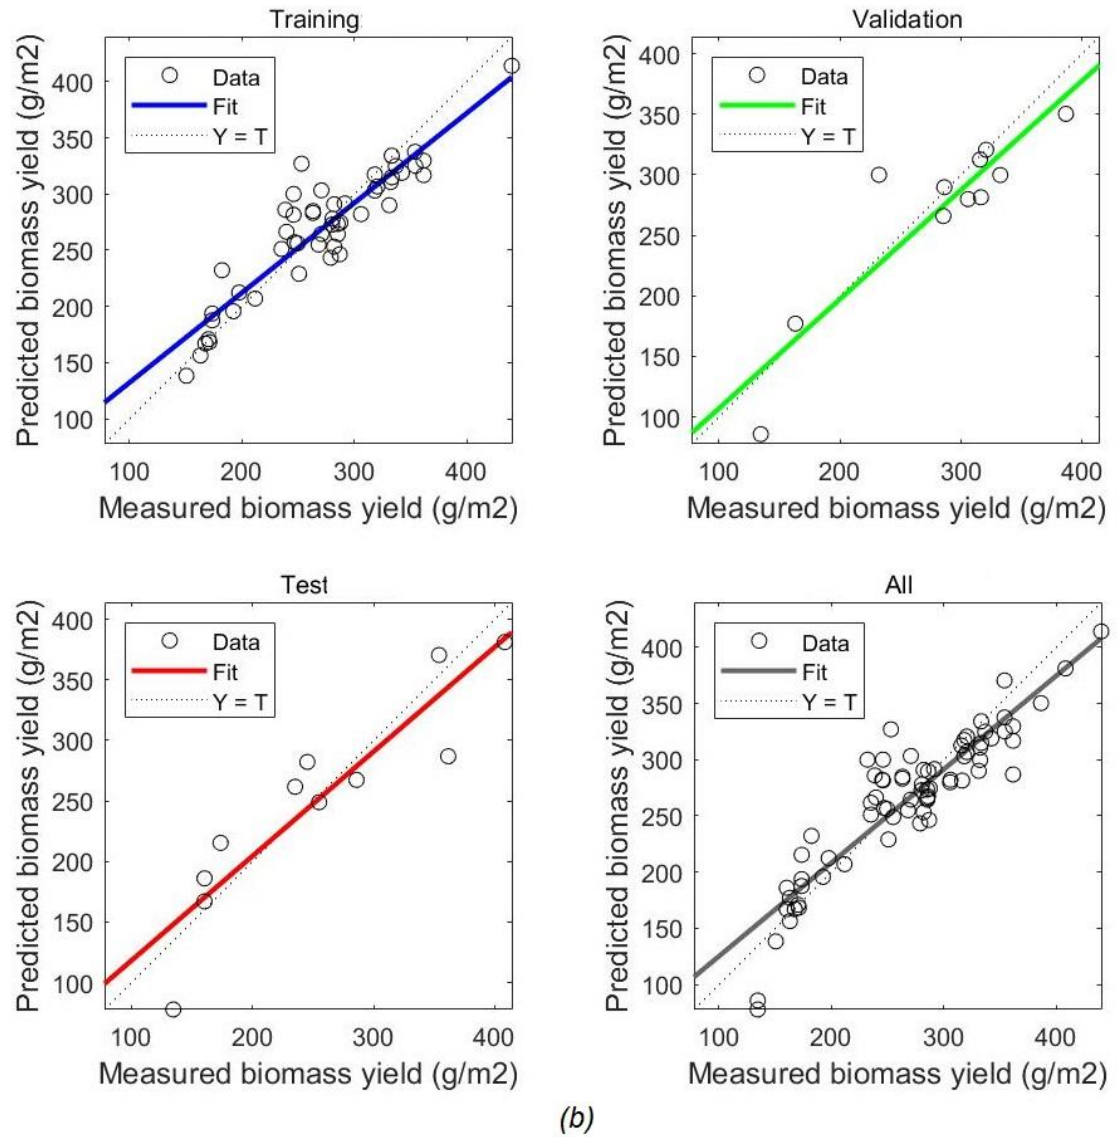 Training
Predicted biomass yield (g/m2)
400
350
300
250
200
150
100
Data
Fit
Y = T
100 200 300 400
Measured biomass yield (g/m2)
Validation
Predicted biomass yield (g/m2)
400
350
300
250
200
150
100
Data
Fit
Y = T
100 200 300 400
Measured biomass yield (g/m2)
Test
Predicted biomass yield (g/m2)
400
350
300
250
200
150
100
Data
Fit
Y = T
100 200 300 400
Measured biomass yield (g/m2)
All
Predicted biomass yield (g/m2)
400
350
300
250
200
150
100
Data
Fit
Y = T
100 200 300 400
Measured biomass yield (g/m2)
(b)